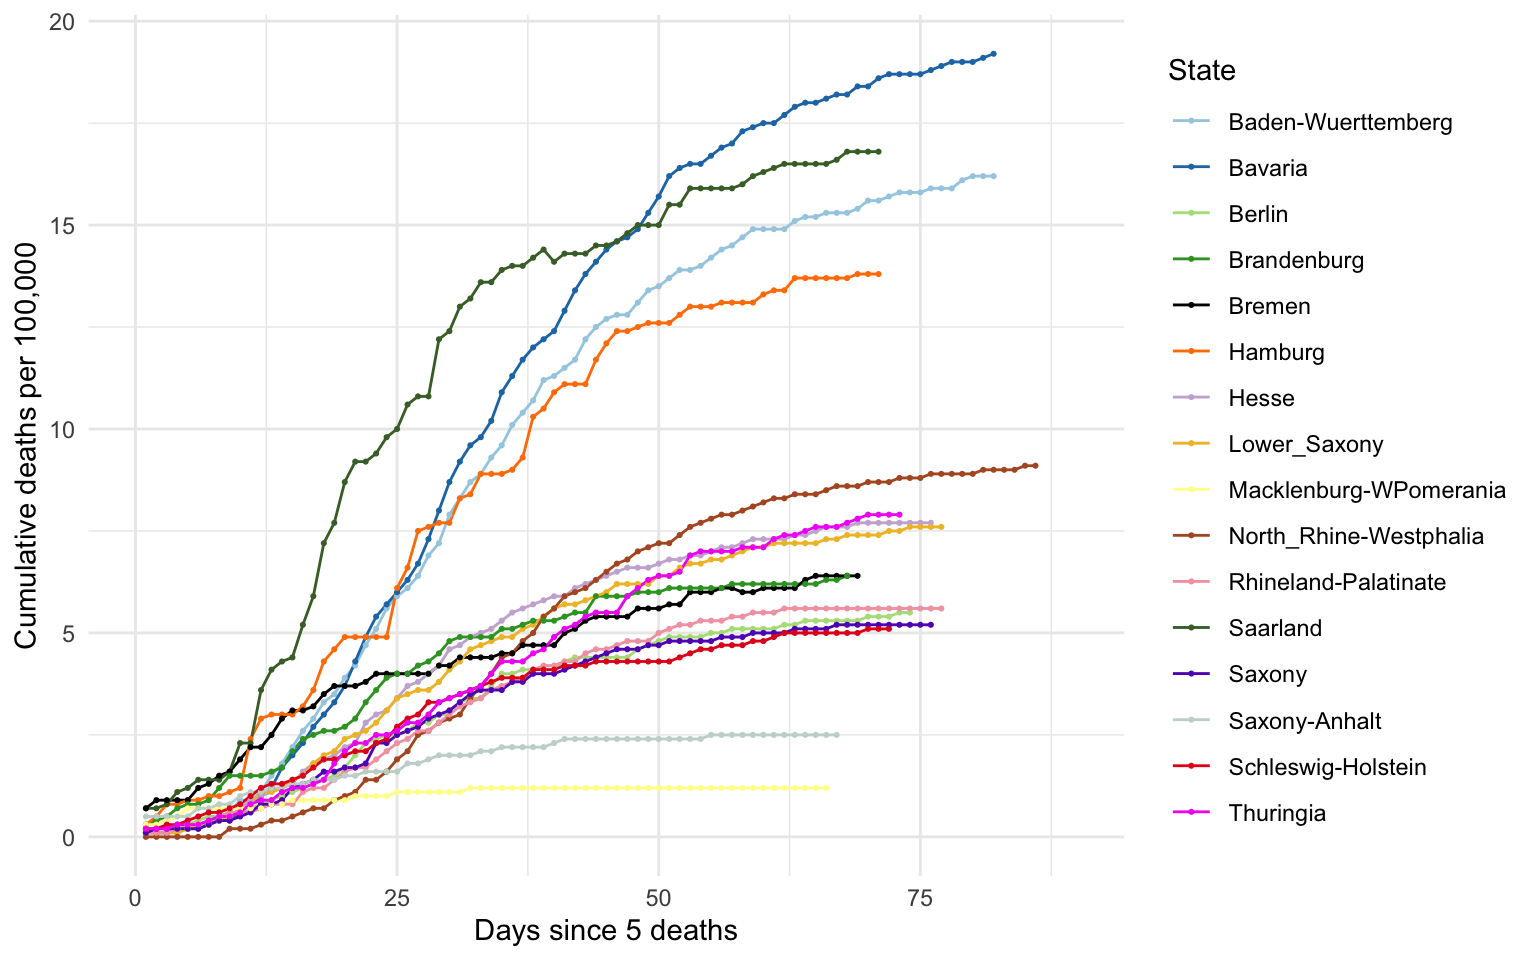 Cumulative deaths per 100,000
20
15
10
5
0
0 25 50 75
Days since 5 deaths
State
Baden-Wuerttemberg
Bavaria
Berlin
Brandenburg
Bremen
Hamburg
Hesse
Lower_Saxony
Macklenburg-WPomerania
North_Rhine-Westphalia
Rhineland-Palatinate
Saarland
Saxony
Saxony-Anhalt
Schleswig-Holstein
Thuringia